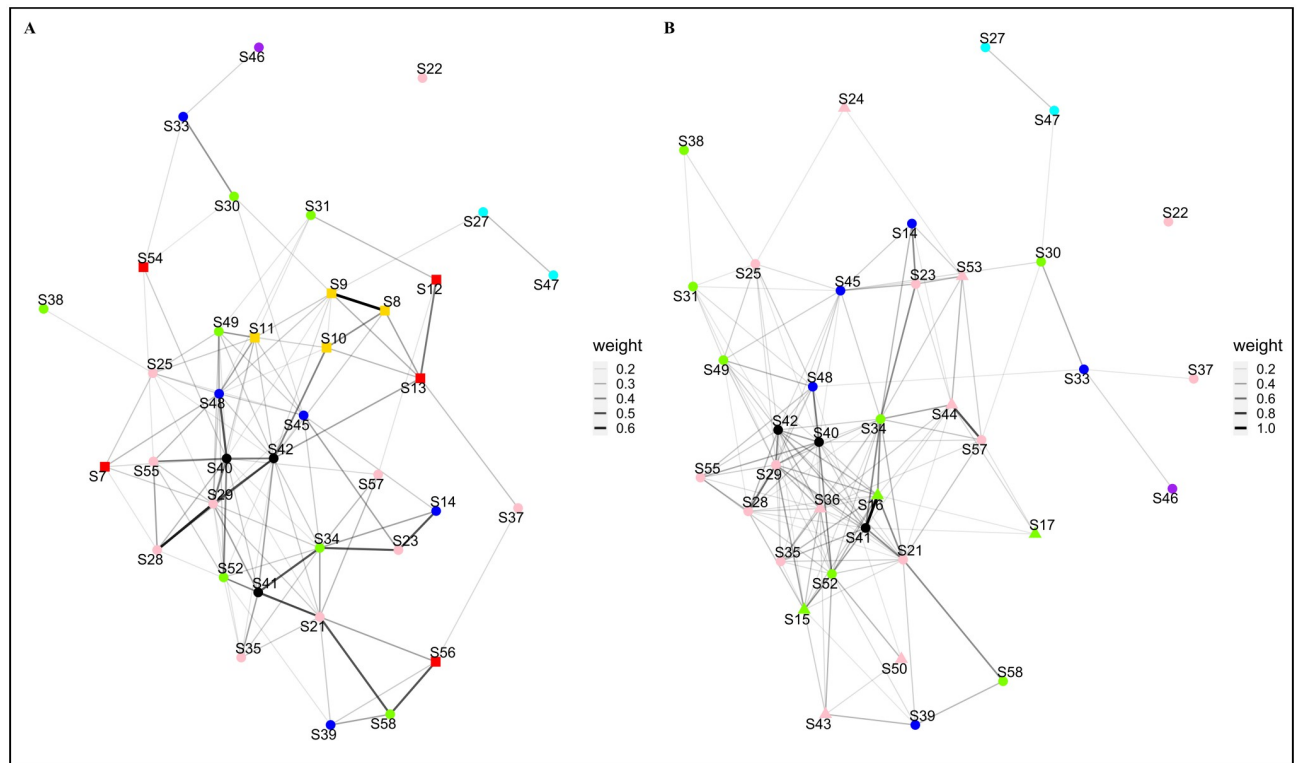 A
S46
S22
S33
S30
S31
S27
S54
S12
S47
S9
S8
S38
S49
S11
S10
S25
S13
S48
S45
S42
S55
S40
S7
S57
S29
S14
S37
S28
S34
S23
S52
S41
S21
S35
S56
S58
S39
weight
0.2
0.3
0.4
0.5
0.6
B
S27
S24
S47
S38
S22
S14
S30
S53
S25
S23
S45
S31
S49
S48
S33
S37
S44
S42
S40
S34
S57
S55
S29
S46
S28
S36
S16
S17
S41
S35
S21
S52
S15
S50
S58
S43
S39
weight
0.2
0.4
0.6
0.8
1.0